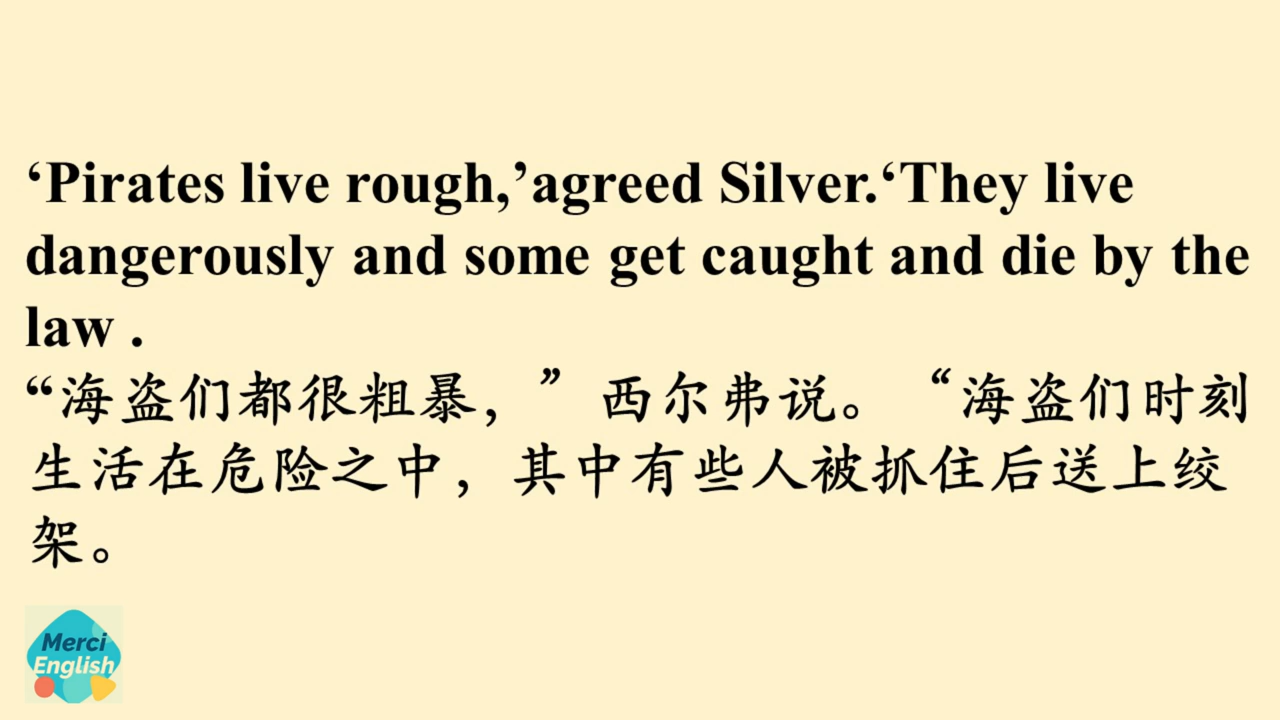 ‘Pirates live rough,’agreed Silver.‘They live
dangerously and some get caught and die by the
law .
“海盗们都很粗暴，”西尔弗说。“海盗们时刻
生活在危险之中，其中有些人被抓住后送上绞
架。
Merci
English